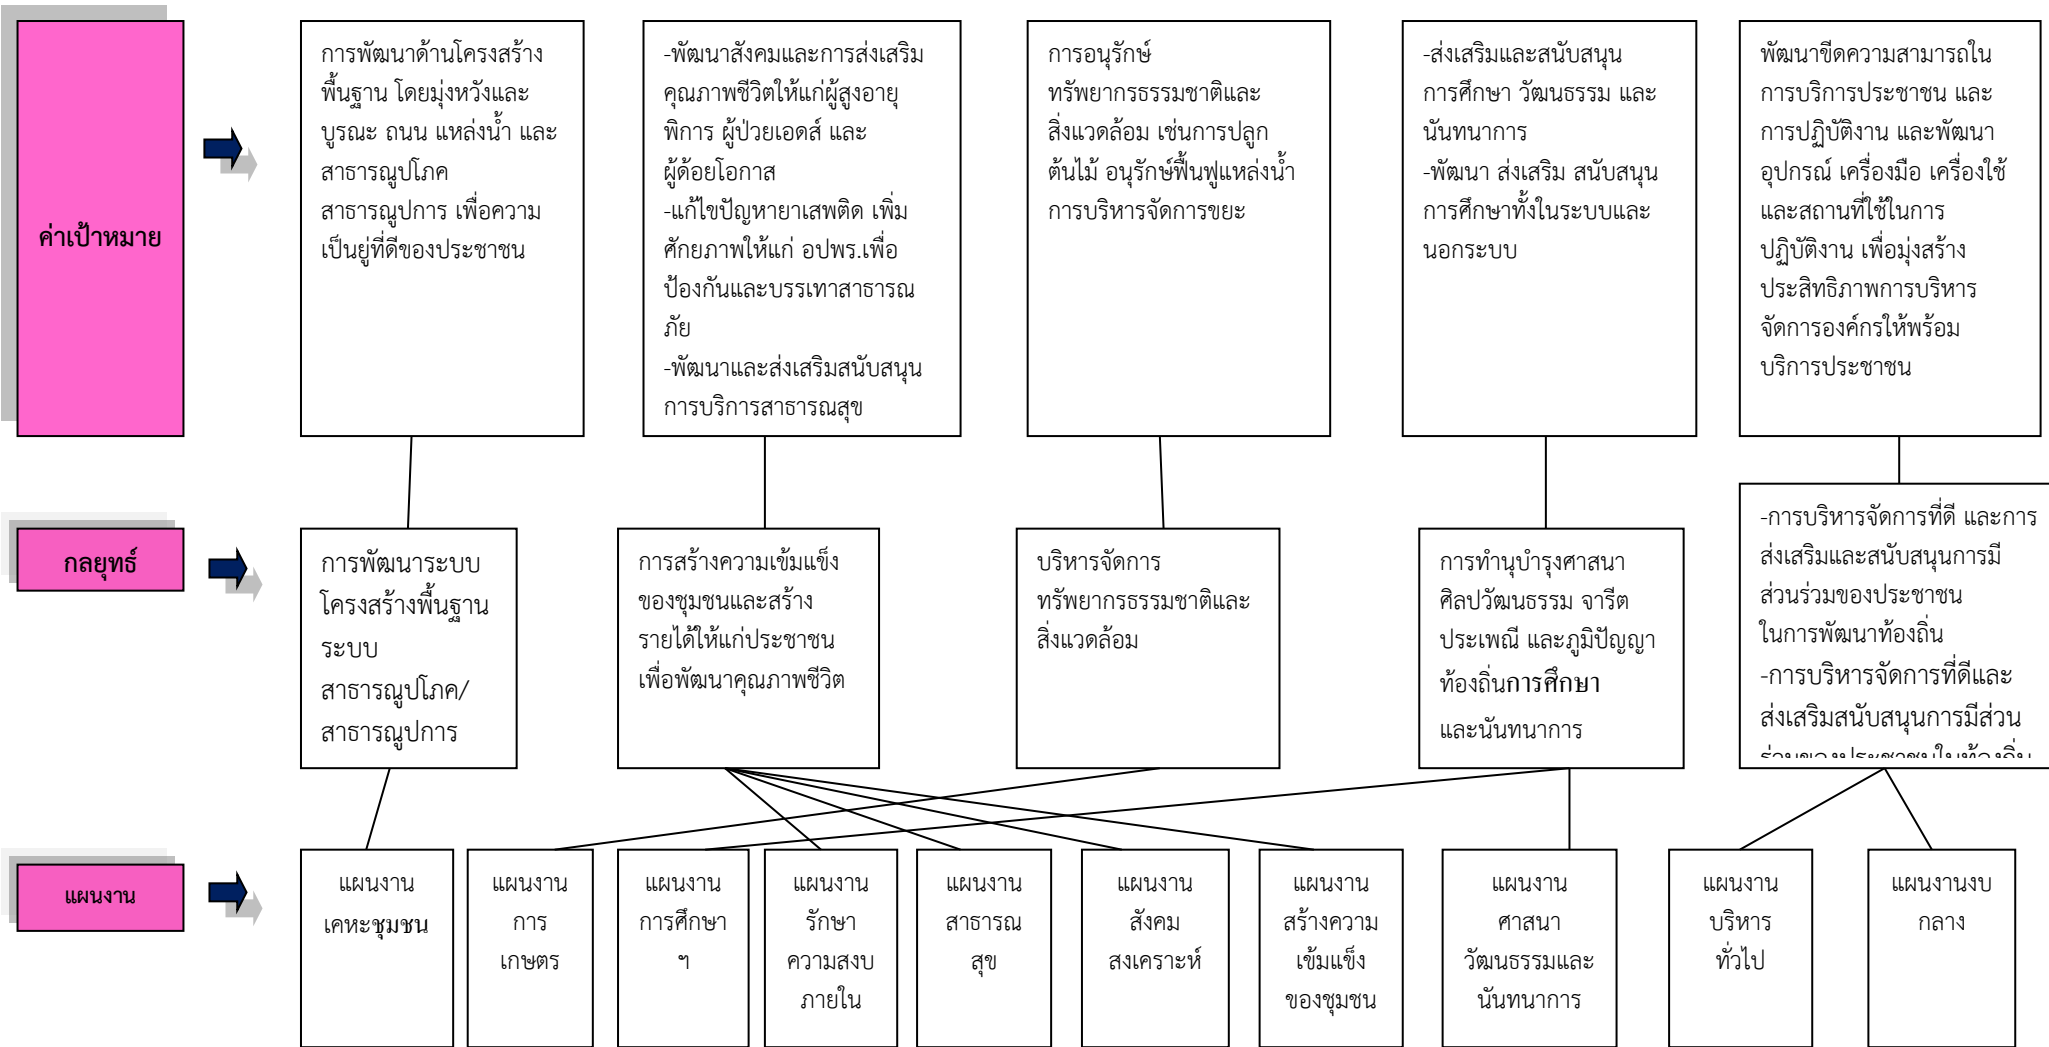 ค่าเป้าหมาย
การพัฒนาด้านโครงสร้าง
พื้นฐาน โดยมุ่งหวังและ
บูรณะ ถนน แหล่งน้ำ และ
สาธารณูปโภค
สาธารณูปการ เพื่อความ
เป็นอยู่ที่ดีของประชาชน
-พัฒนาสังคมและการส่งเสริม
คุณภาพชีวิตให้แก่ผู้สูงอายุ
พิการ ผู้ป่วยเอดส์ และ
ผู้ด้อยโอกาส
-แก้ไขปัญหายาเสพติด เพิ่ม
ศักยภาพให้แก่ อปพร.เพื่อ
ป้องกันและบรรเทาสาธารณ
ภัย
-พัฒนาและส่งเสริมสนับสนุน
การบริการสาธารณสุข
การอนุรักษ์
ทรัพยากรธรรมชาติและ
สิ่งแวดล้อม เช่นการปลูก
ต้นไม้ อนุรักษ์ฟื้นฟูแหล่งน้ำ
การบริหารจัดการขยะ
-ส่งเสริมและสนับสนุน
การศึกษา วัฒนธรรม และ
นันทนาการ
-พัฒนา ส่งเสริม สนับสนุน
การศึกษาทั้งในระบบและ
นอกระบบ
พัฒนาขีดความสามารถใน
การบริการประชาชน และ
การปฏิบัติงาน และพัฒนา
อุปกรณ์ เครื่องมือ เครื่องใช้
และสถานที่ใช้ในการ
ปฏิบัติงาน เพื่อมุ่งสร้าง
ประสิทธิภาพการบริหาร
จัดการองค์กรให้พร้อม
บริการประชาชน
กลยุทธ์
การพัฒนาระบบ
โครงสร้างพื้นฐาน
ระบบ
สาธารณูปโภค/
สาธารณูปการ
การสร้างความเข้มแข็ง
ของชุมชนและสร้าง
รายได้ให้แก่ประชาชน
เพื่อพัฒนาคุณภาพชีวิต
บริหารจัดการ
ทรัพยากรธรรมชาติและ
สิ่งแวดล้อม
การทำนุบำรุงศาสนา
ศิลปวัฒนธรรม จารีต
ประเพณี และภูมิปัญญา
ท้องถิ่นการศึกษา
และนันทนาการ
-การบริหารจัดการที่ดี และการ
ส่งเสริมและสนับสนุนการมี
ส่วนร่วมของประชาชน
ในการพัฒนาท้องถิ่น
-การบริหารจัดการที่ดีและ
ส่งเสริมสนับสนุนการมีส่วน
ร่วมของประชาชนในท้องถิ่น
แผนงาน
แผนงาน
เคหะชุมชน
แผนงาน
การ
เกษตร
แผนงาน
การศึกษา
ฯ
แผนงาน
รักษา
ความสงบ
ภายใน
แผนงาน
สาธารณ
สุข
แผนงาน
สังคม
สงเคราะห์
แผนงาน
สร้างความ
เข้มแข็ง
ของชุมชน
แผนงาน
ศาสนา
วัฒนธรรมและ
นันทนาการ
แผนงาน
บริหาร
ทั่วไป
แผนงานงบ
กลาง